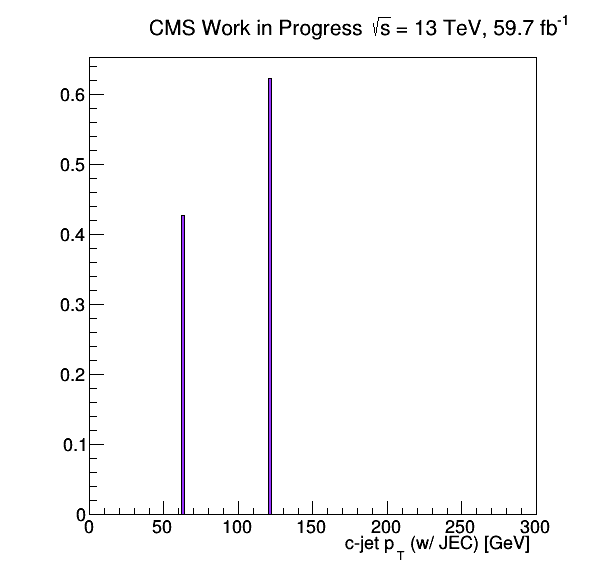 CMS Work in Progress √s = 13 TeV, 59.7 fb⁻¹
0.6
0.5
0.4
0.3
0.2
0.1
0
0 50 100 150 200 250 300
c-jet p_T (w/ JEC) [GeV]